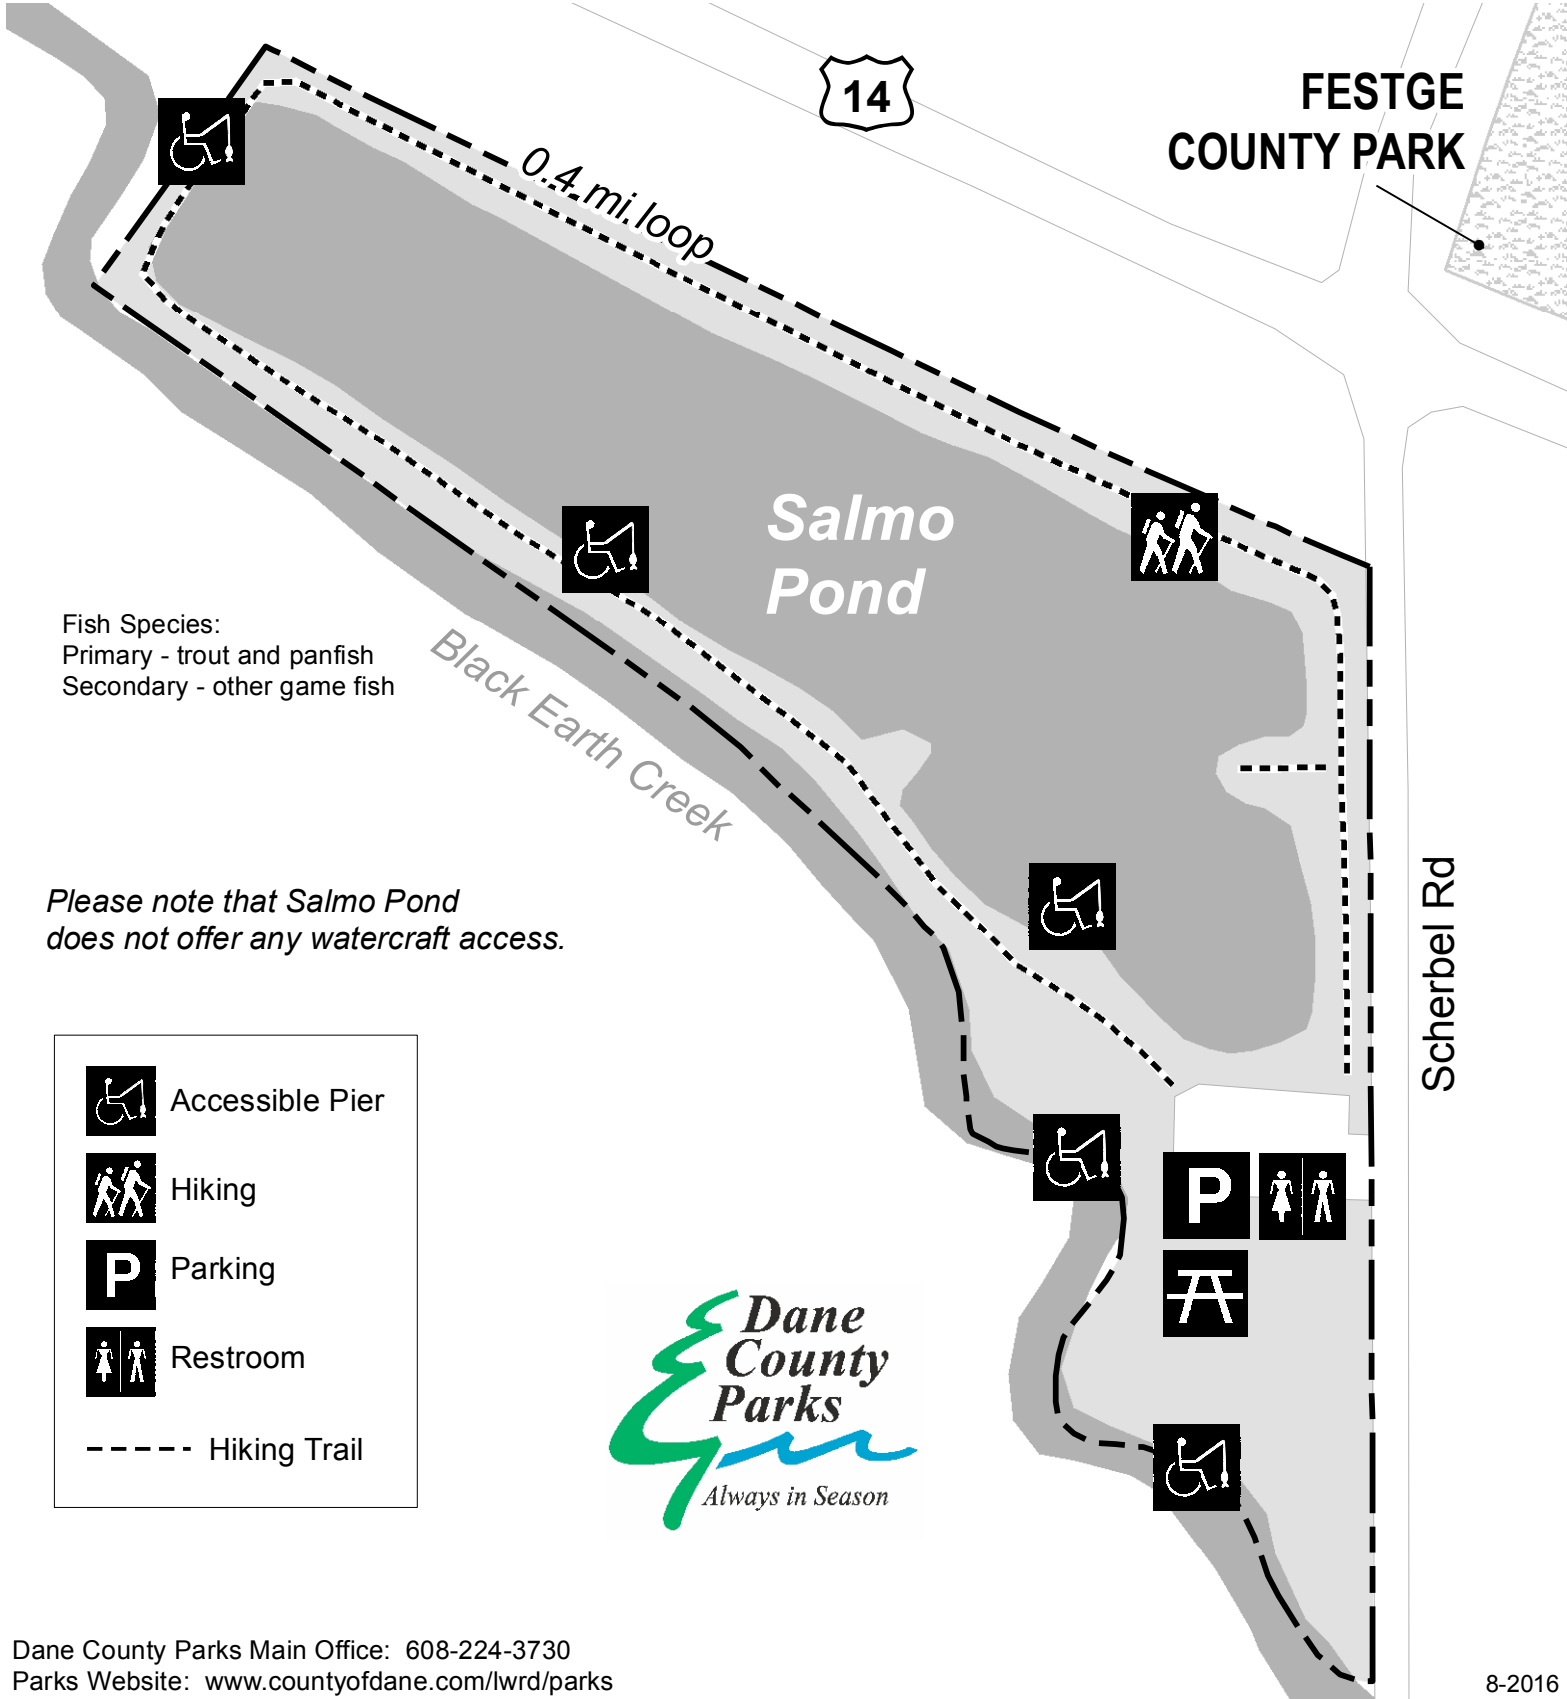 14
FESTGE
COUNTY PARK
0.4 mi. loop
Salmo
Pond
Fish Species:
Primary - trout and panfish
Secondary - other game fish
Black Earth Creek
Please note that Salmo Pond
does not offer any watercraft access.
Scherbel Rd
Accessible Pier
Hiking
P
Parking
Restroom
Hiking Trail
P
Dane
County
Parks
Always in Season
Dane County Parks Main Office:  608-224-3730
Parks Website:  www.countyofdane.com/lwrd/parks
8-2016